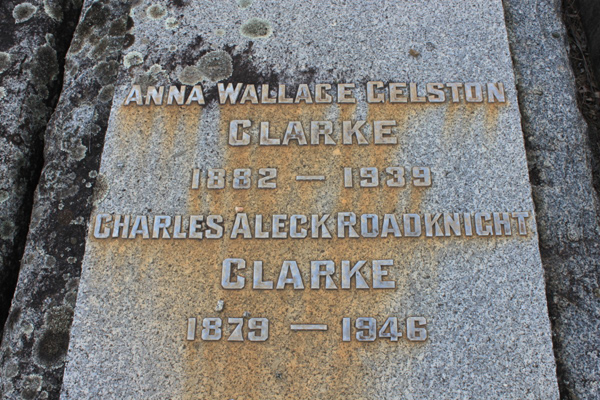 ANNA WALLACE GELSTON
CLARKE
1882 — 1939
CHARLES ALECK ROADKNIGHT
CLARKE
1879 — 1946